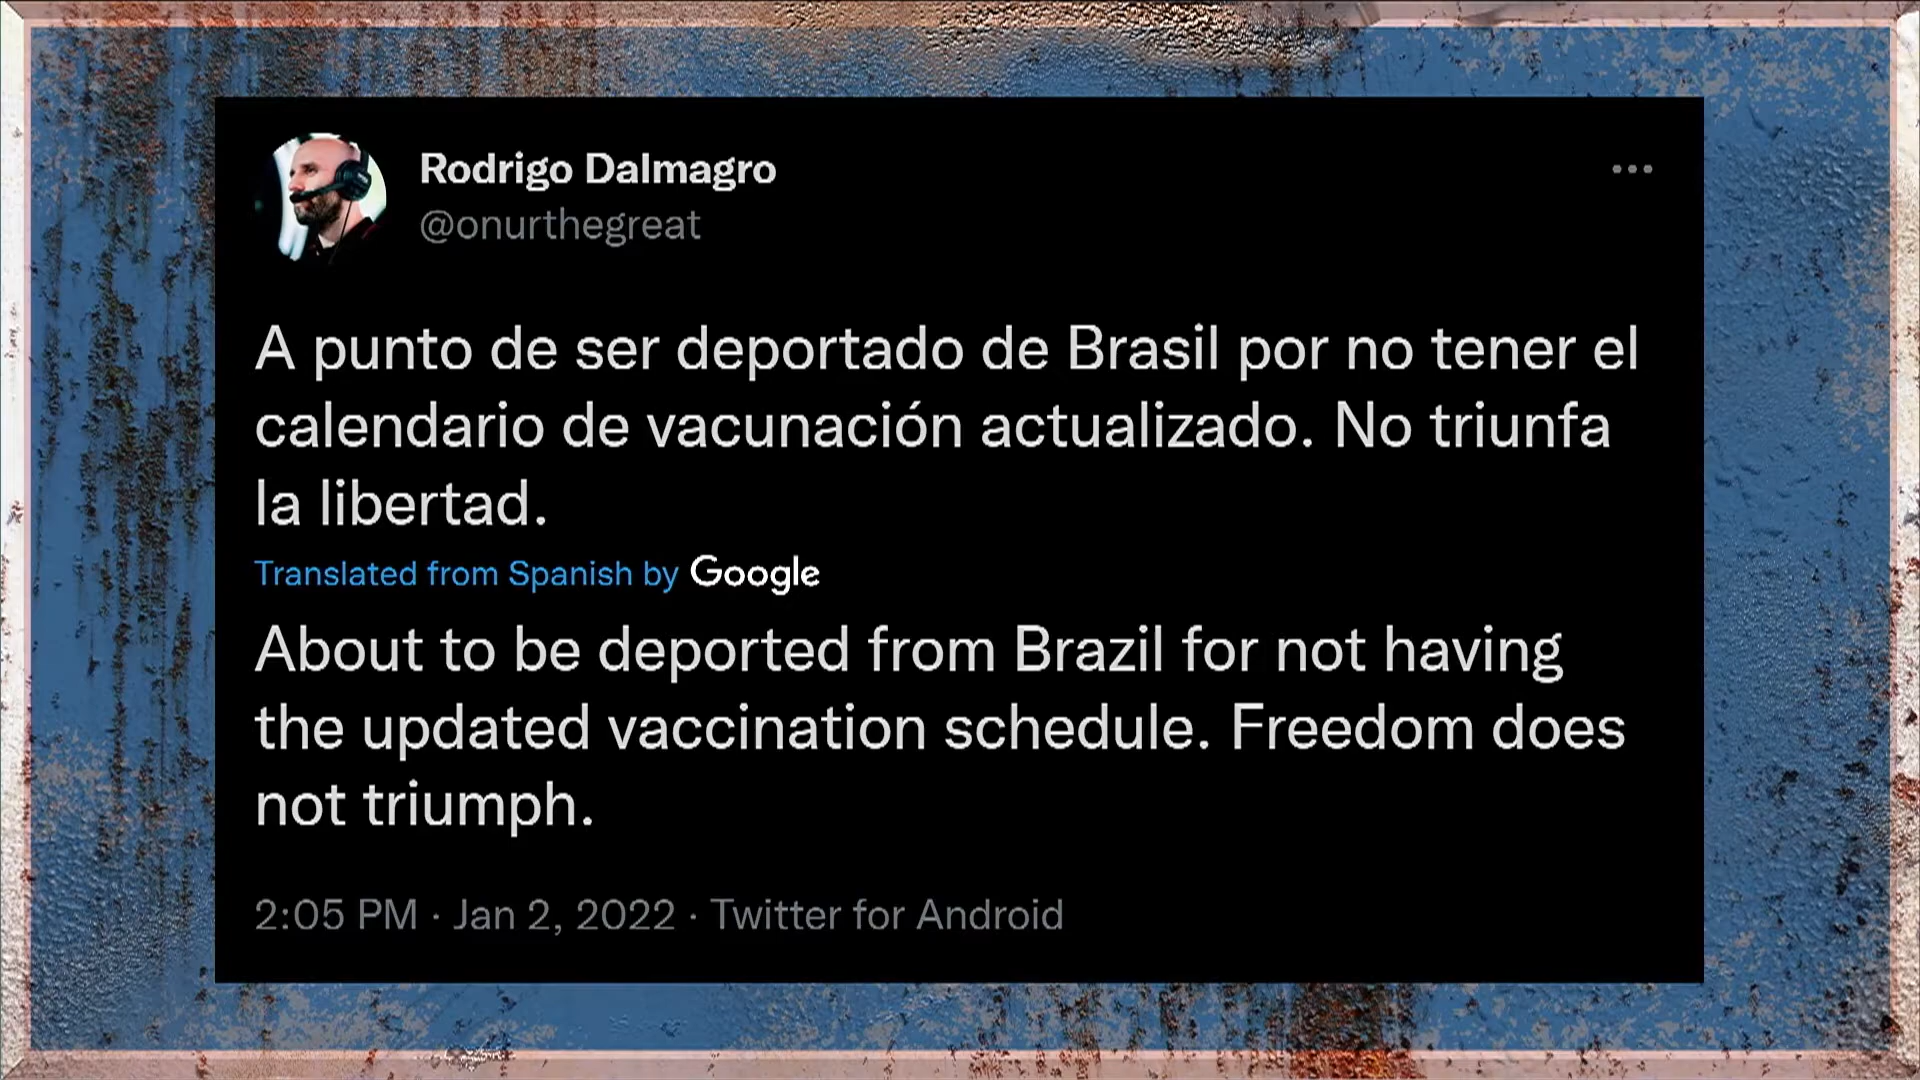 Rodrigo Dalmagro
@onurthegreat
A punto de ser deportado de Brasil por no tener el
calendario de vacunación actualizado. No triunfa
la libertad.
Translated from Spanish by Google
About to be deported from Brazil for not having
the updated vaccination schedule. Freedom does
not triumph.
2:05 PM · Jan 2, 2022 · Twitter for Android